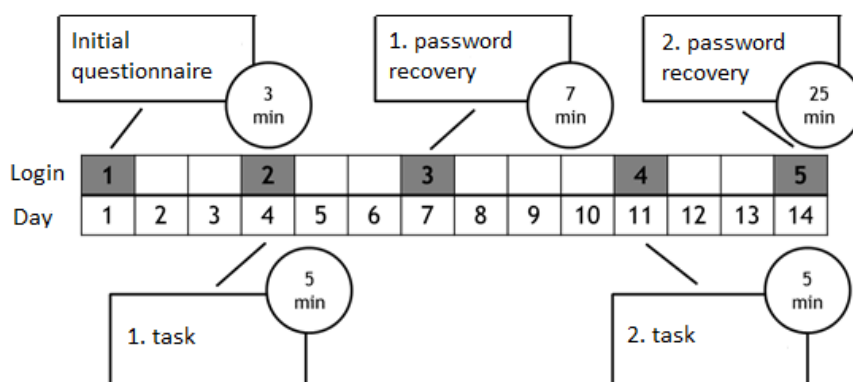 Initial
questionnaire
3
min
1. password
recovery
7
min
2. password
recovery
25
min
Login 1 2 3 4 5
Day 1 2 3 4 5 6 7 8 9 10 11 12 13 14
5
min
1. task
5
min
2. task